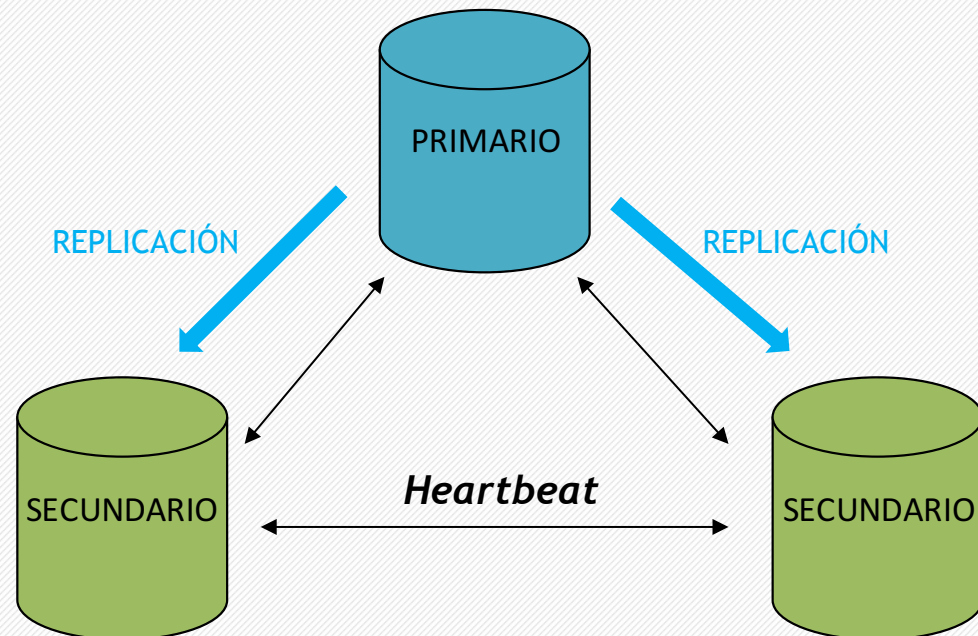 PRIMARIO
REPLICACIÓN
REPLICACIÓN
Heartbeat
SECUNDARIO
SECUNDARIO